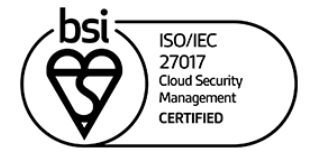 bsi.
ISO/IEC
27017
Cloud Security
Management
CERTIFIED